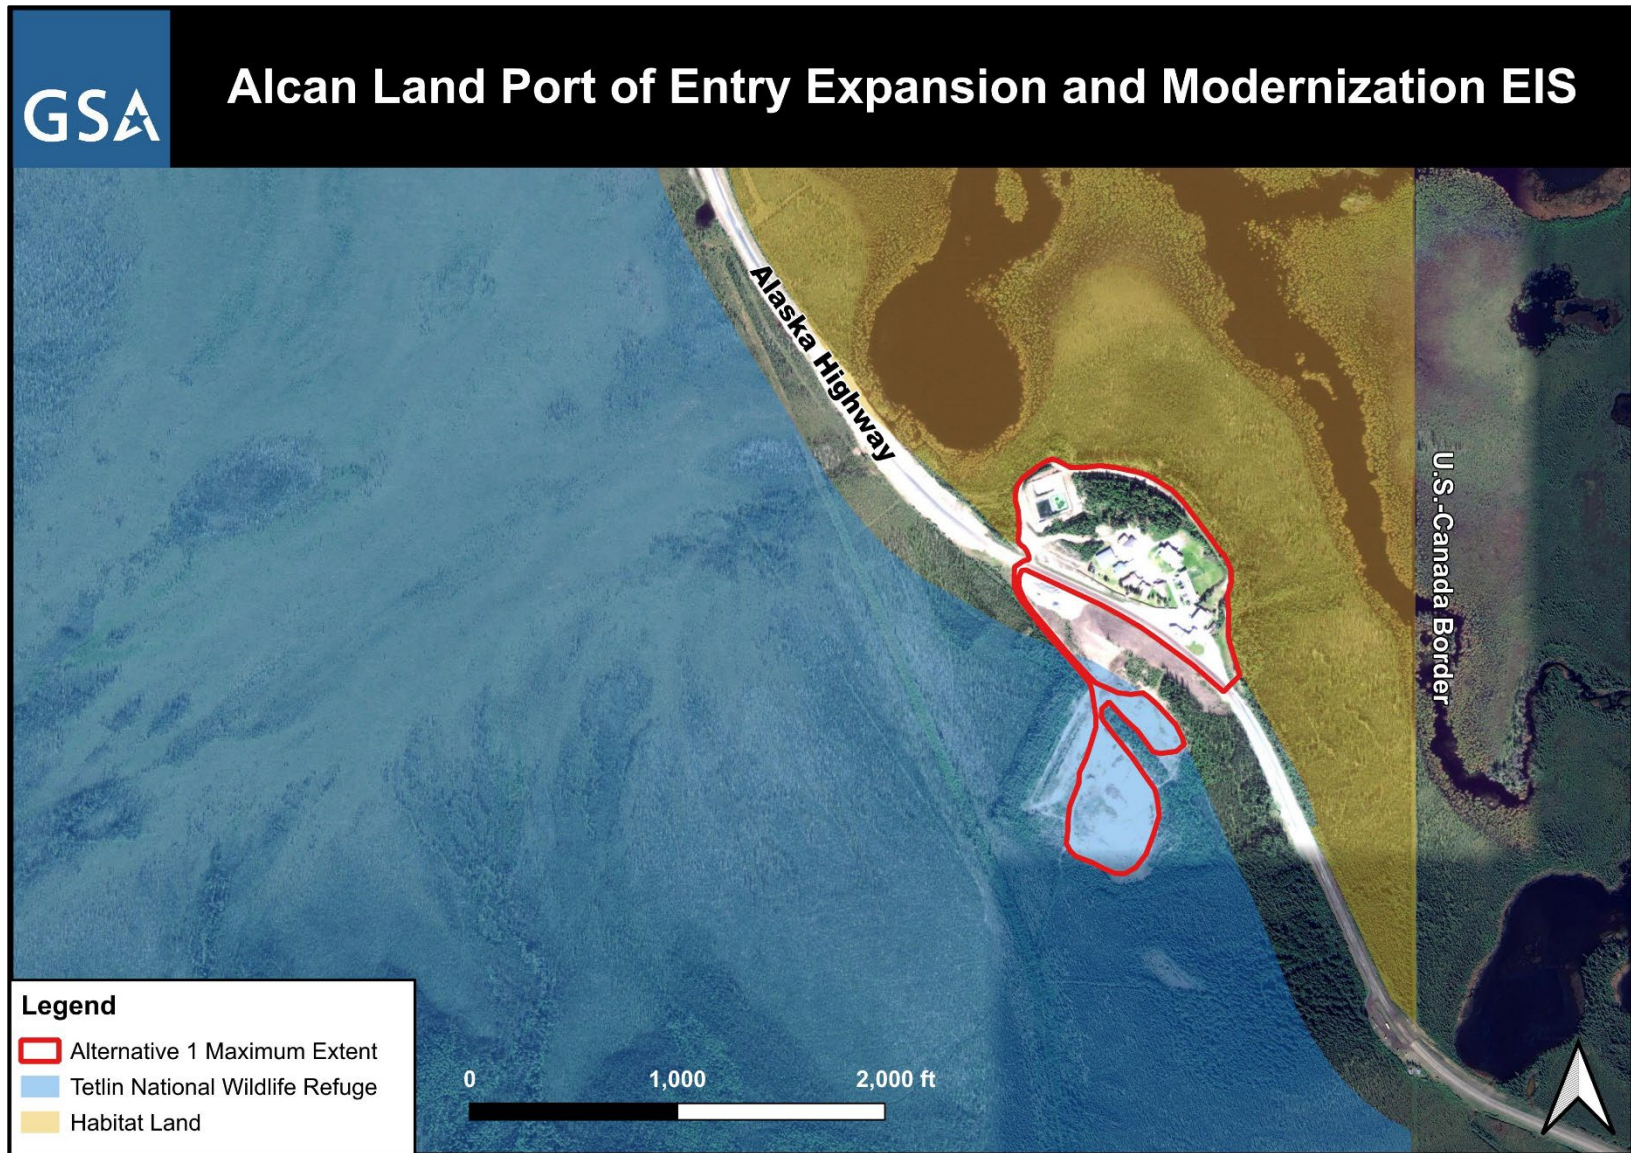 GSA
Alcan Land Port of Entry Expansion and Modernization EIS
Alaska Highway
U.S.-Canada Border
Legend
Alternative 1 Maximum Extent
Tetlin National Wildlife Refuge
Habitat Land
0 1,000 2,000 ft